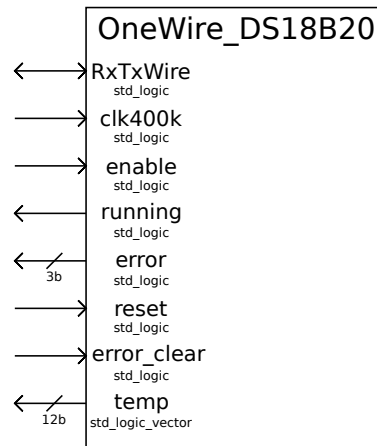 OneWire_DS18B20
RxTxWire
std_logic
clk400k
std_logic
enable
std_logic
running
std_logic
error
3b
std_logic
reset
std_logic
error_clear
std_logic
temp
12b
std_logic_vector